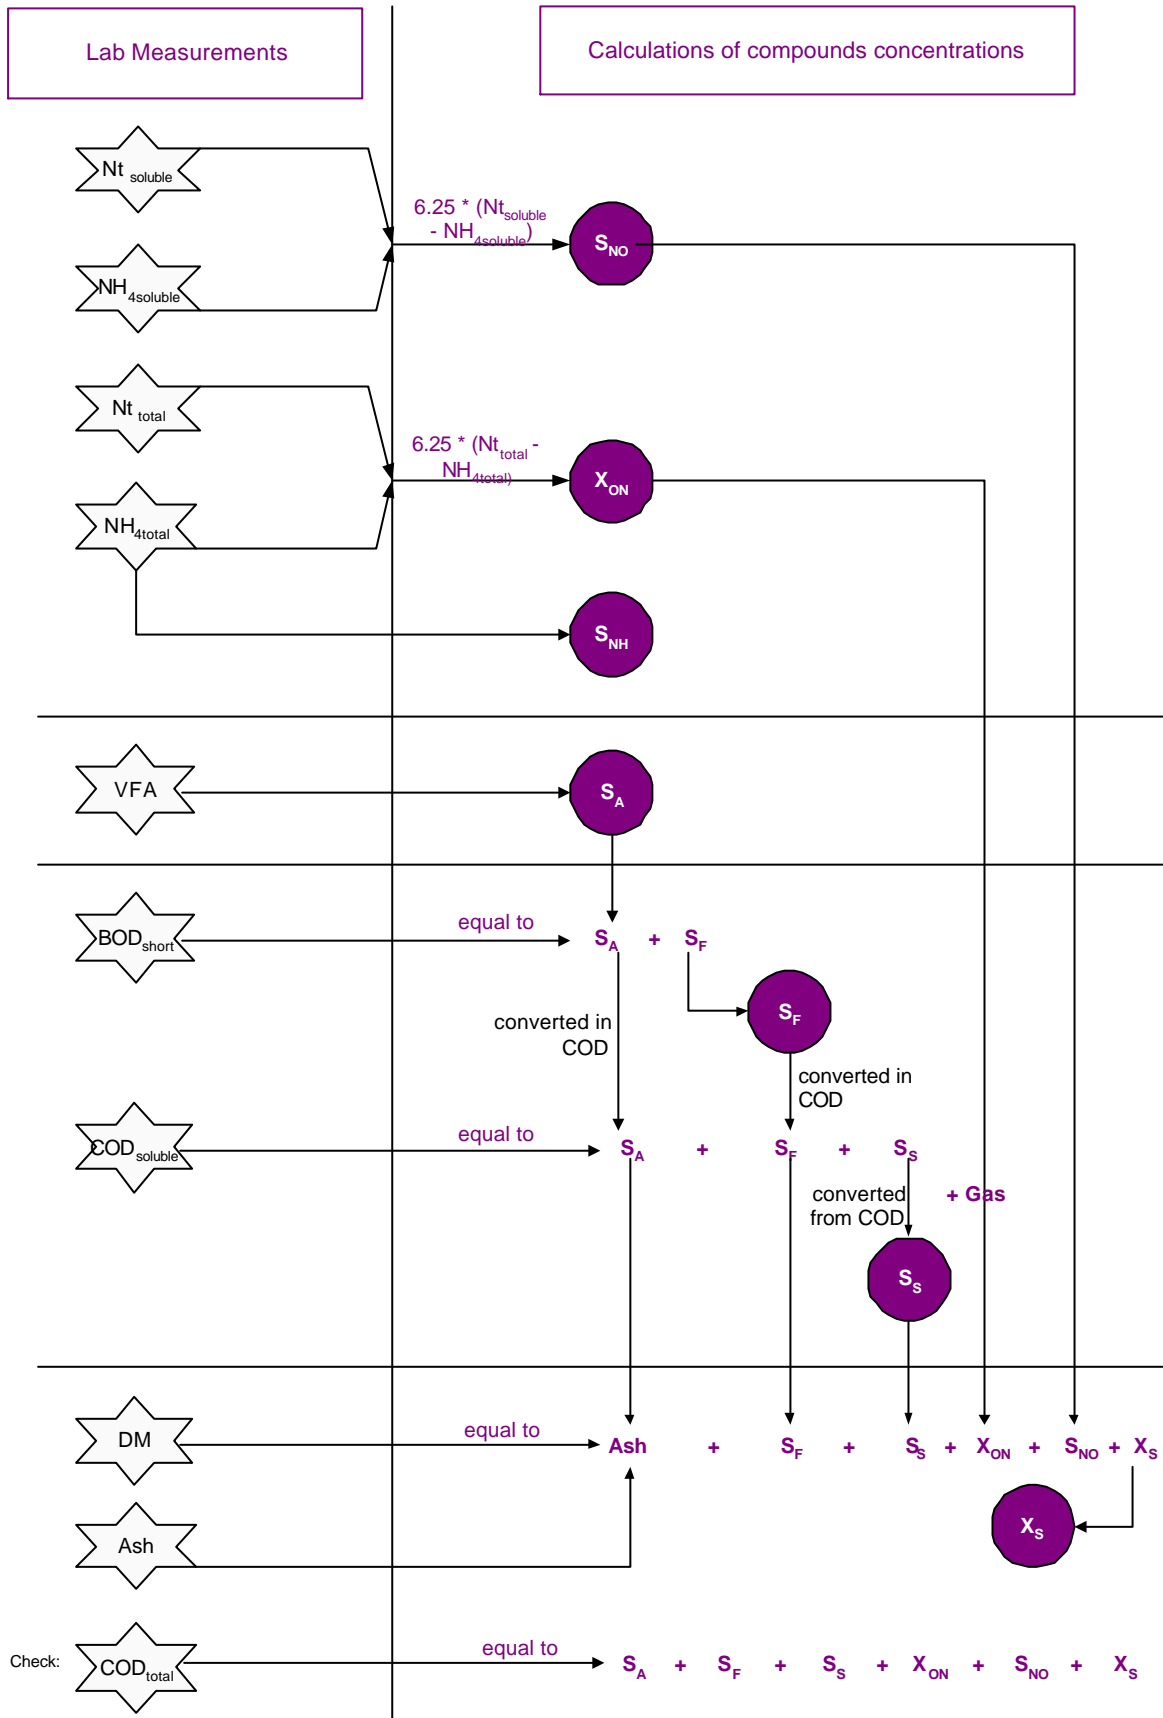 Lab Measurements
Calculations of compounds concentrations
Nt soluble
6.25 * (Ntsoluble
- NH4soluble)
SNO
NH4soluble
Nt total
6.25 * (Nttotal -
NH4total)
XON
NH4total
SNH
VFA
SA
BODshort
equal to
SA + SF
SF
converted in
COD
converted in
COD
CODsoluble
equal to
SA + SF + SS
converted
from COD
+ Gas
SS
DM
equal to
Ash + SF + SS + XON + SNO + XS
XS
Ash
Check:
CODtotal
equal to
SA + SF + SS + XON + SNO + XS